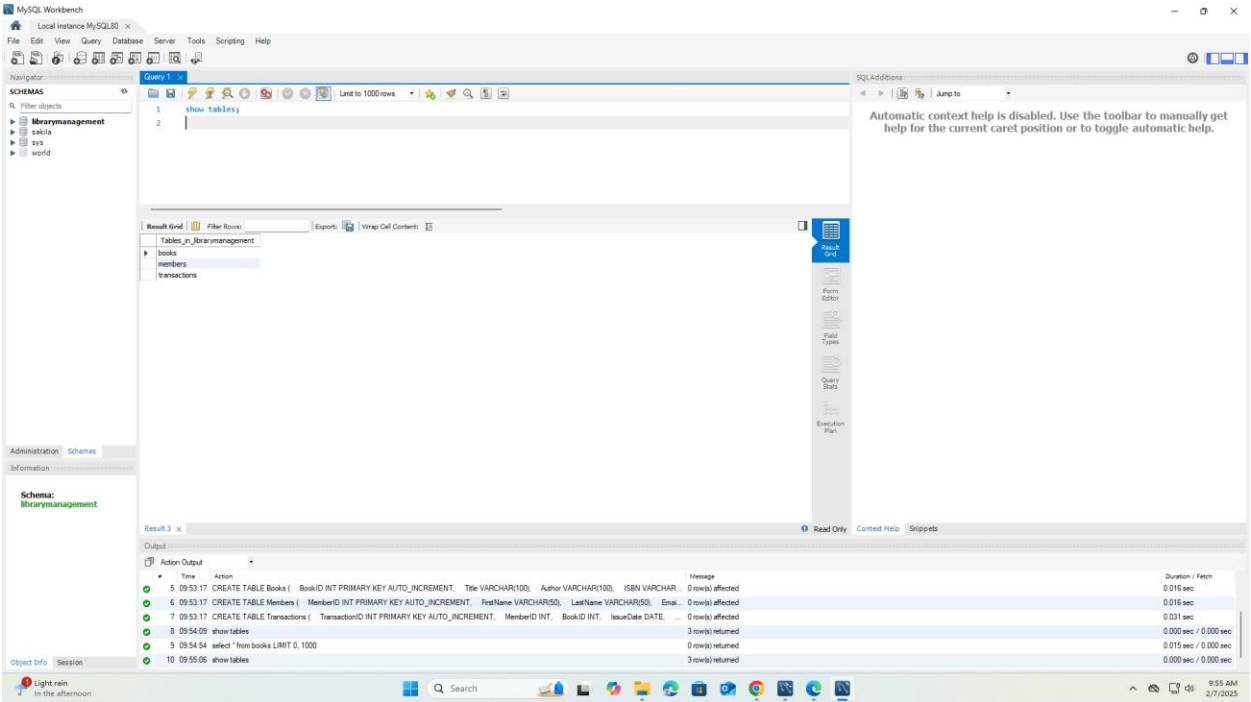 MySQL Workbench
Local instance MySQL80 ×
File Edit View Query Database Server Tools Scripting Help
Navigator
SCHEMAS
Filter objects
librarymanagement
sakila
sys
world
Administration Schemas
Information
Schema:
librarymanagement
Object Info Session
Query 1 ×
Limit to 1000 rows
1 show tables;
2
Result Grid Filter Rows: Export: Wrap Cell Content:
Tables_in_librarymanagement
books
members
transactions
Result Grid
Form Editor
Field Types
Query Stats
Execution Plan
Result 3 ×
Read Only
SQLAdditions
Jump to
Automatic context help is disabled. Use the toolbar to manually get
help for the current caret position or to toggle automatic help.
Context Help Snippets
Output
Action Output
# Time Action Message Duration / Fetch
5 09:53:17 CREATE TABLE Books ( BookID INT PRIMARY KEY AUTO_INCREMENT, Title VARCHAR(100), Author VARCHAR(100), ISBN VARCHAR... 0 row(s) affected 0.016 sec
6 09:53:17 CREATE TABLE Members ( MemberID INT PRIMARY KEY AUTO_INCREMENT, FirstName VARCHAR(50), LastName VARCHAR(50), Emai... 0 row(s) affected 0.016 sec
7 09:53:17 CREATE TABLE Transactions ( TransactionID INT PRIMARY KEY AUTO_INCREMENT, MemberID INT, BookID INT, IssueDate DATE, ... 0 row(s) affected 0.031 sec
8 09:54:09 show tables 3 row(s) returned 0.000 sec / 0.000 sec
9 09:54:54 select * from books LIMIT 0, 1000 0 row(s) returned 0.015 sec / 0.000 sec
10 09:55:06 show tables 3 row(s) returned 0.000 sec / 0.000 sec
1 Light rain
In the afternoon
Search
9:55 AM
2/7/2025